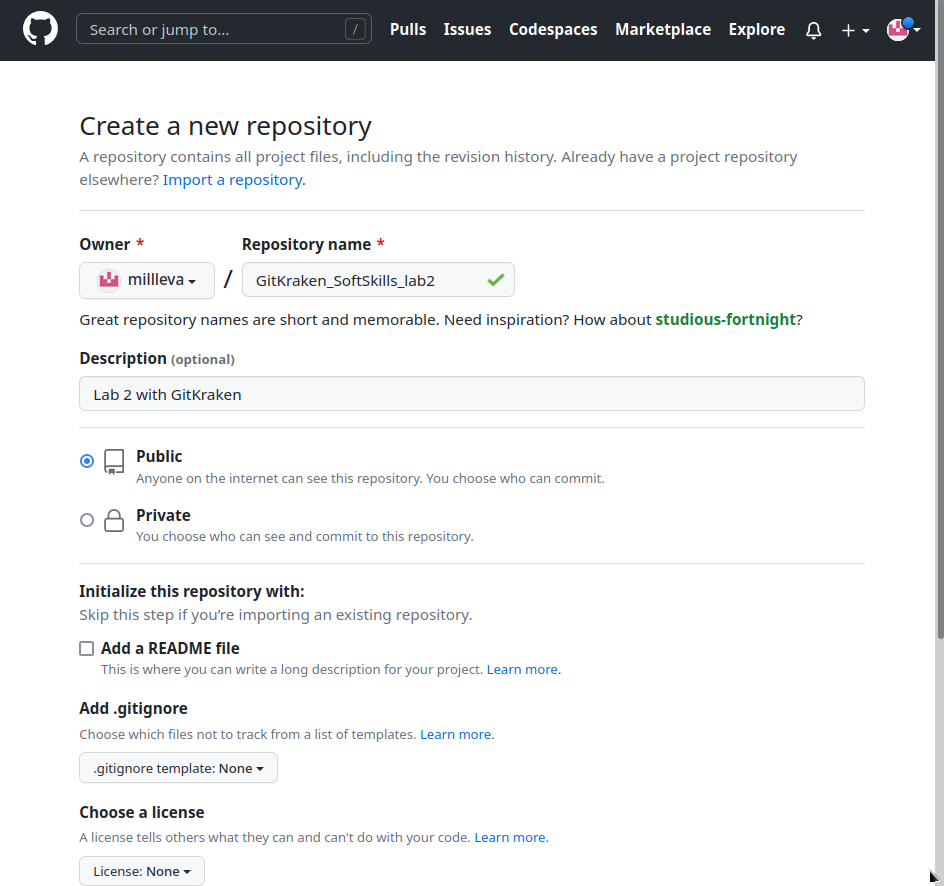 Search or jump to... /
Pulls Issues Codespaces Marketplace Explore
Create a new repository
A repository contains all project files, including the revision history. Already have a project repository
elsewhere? Import a repository.
Owner * Repository name *
millleva / GitKraken_SoftSkills_lab2
Great repository names are short and memorable. Need inspiration? How about studious-fortnight?
Description (optional)
Lab 2 with GitKraken
Public
Anyone on the internet can see this repository. You choose who can commit.
Private
You choose who can see and commit to this repository.
Initialize this repository with:
Skip this step if you’re importing an existing repository.
Add a README file
This is where you can write a long description for your project. Learn more.
Add .gitignore
Choose which files not to track from a list of templates. Learn more.
.gitignore template: None
Choose a license
A license tells others what they can and can't do with your code. Learn more.
License: None